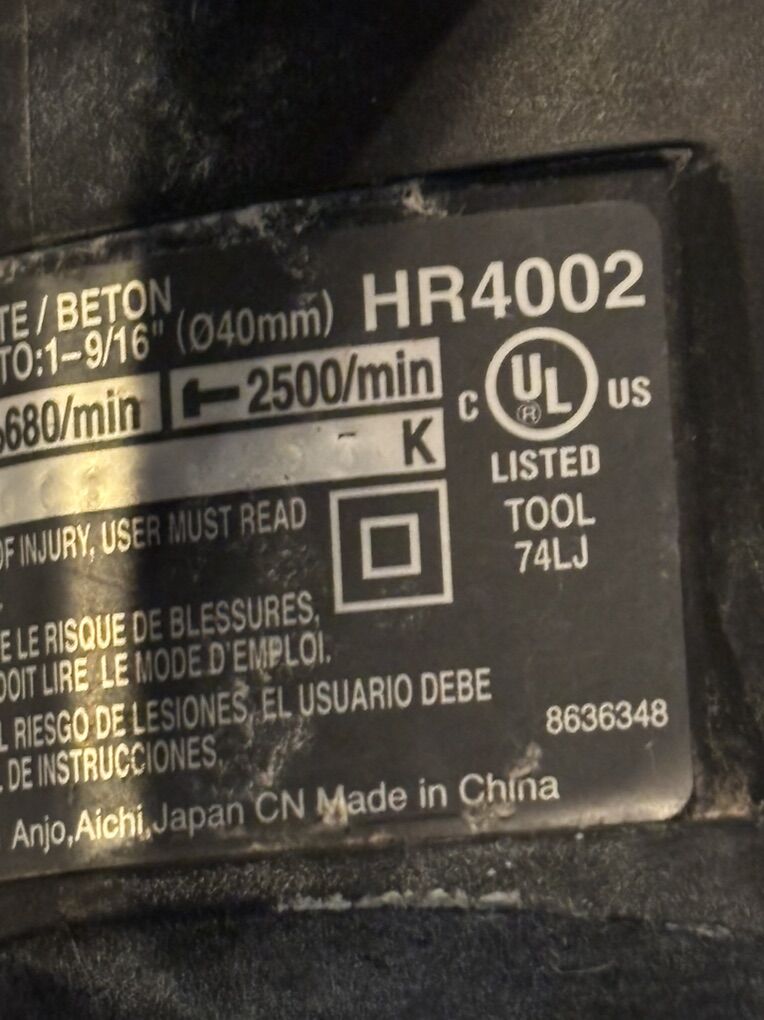 TE / BETON HR4002
TO:1–9/16" (Ø40mm)
680/min 2500/min
K
C UL ® US
LISTED
TOOL
74LJ
OF INJURY, USER MUST READ
E LE RISQUE DE BLESSURES,
DOIT LIRE LE MODE D'EMPLOI.
L RIESGO DE LESIONES, EL USUARIO DEBE
L DE INSTRUCCIONES.
8636348
Anjo,Aichi,Japan CN Made in China